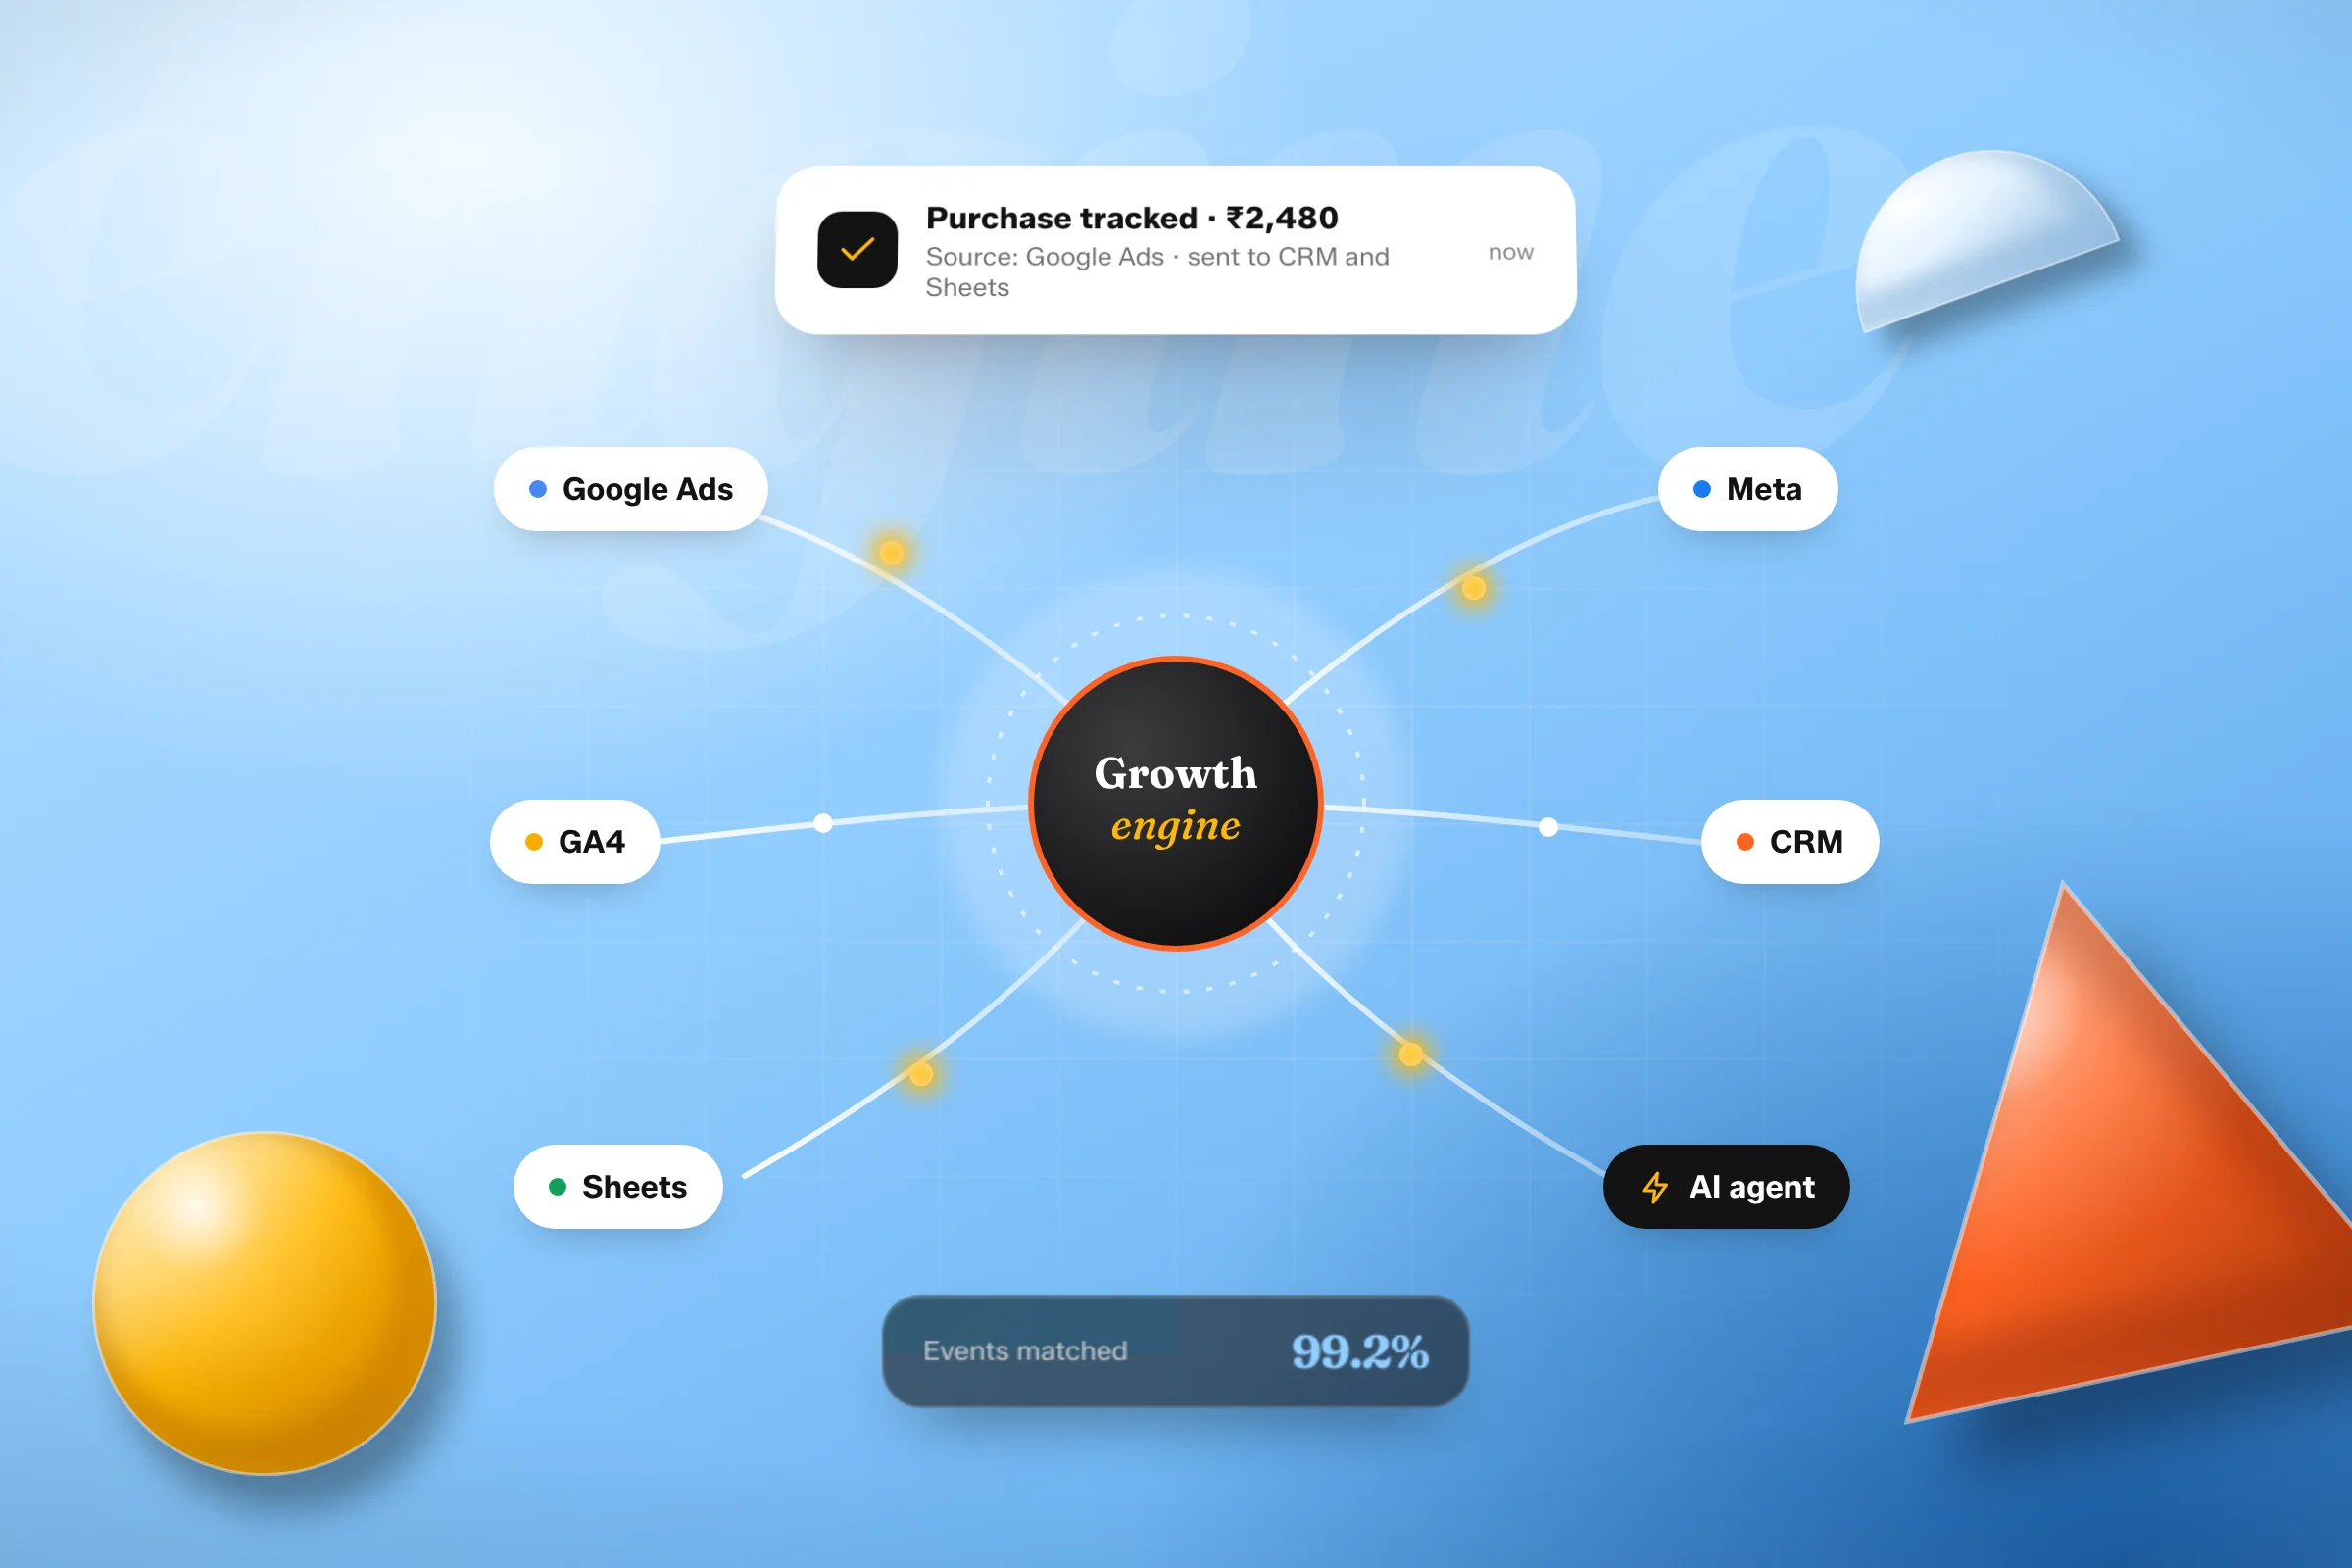 engine
Purchase tracked · ₹2,480
Source: Google Ads · sent to CRM and
Sheets
now
Google Ads
Meta
Growth
engine
GA4
CRM
Sheets
AI agent
Events matched
99.2%